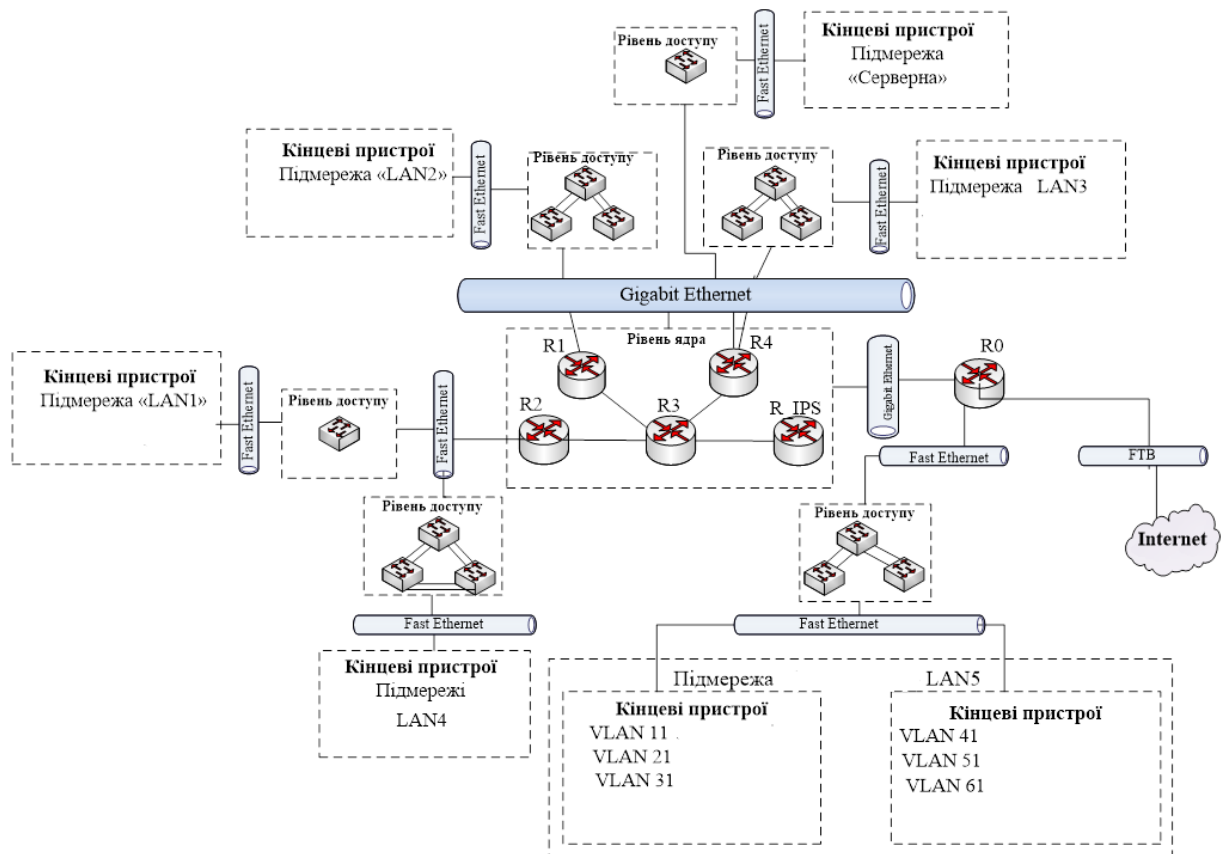 Рівень доступу
Fast Ethernet
Кінцеві пристрої
Підмережа
«Серверна»
Кінцеві пристрої
Підмережа «LAN2»
Fast Ethernet
Рівень доступу
Рівень доступу
Fast Ethernet
Кінцеві пристрої
Підмережа LAN3
Gigabit Ethernet
Рівень ядра
R1
R4
R2
R3
R_IPS
Gigabit Ethernet
R0
Кінцеві пристрої
Підмережа «LAN1»
Fast Ethernet
Рівень доступу
Fast Ethernet
Fast Ethernet
FTB
Internet
Рівень доступу
Рівень доступу
Fast Ethernet
Fast Ethernet
Кінцеві пристрої
Підмережі
LAN4
Підмережа LAN5
Кінцеві пристрої
VLAN 11
VLAN 21
VLAN 31
Кінцеві пристрої
VLAN 41
VLAN 51
VLAN 61